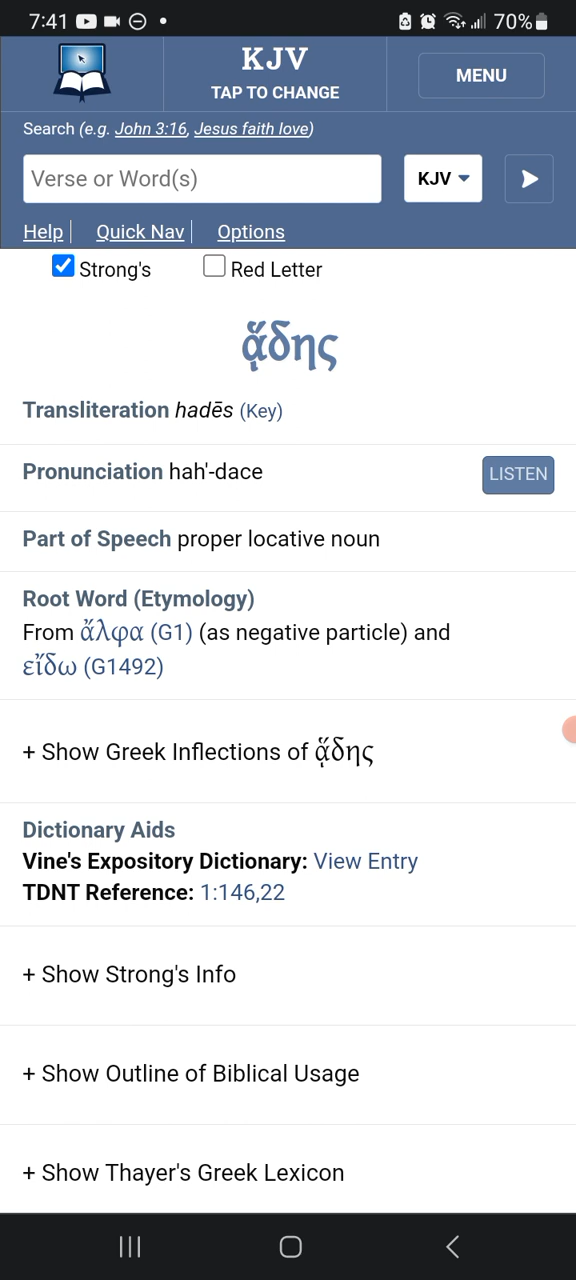 7:41
70%
KJV
TAP TO CHANGE
MENU
Search (e.g. John 3:16, Jesus faith love)
Verse or Word(s)
KJV
Help
Quick Nav
Options
Strong's
Red Letter
ᾅδης
Transliteration hadēs (Key)
Pronunciation hah'-dace
LISTEN
Part of Speech proper locative noun
Root Word (Etymology)
From ἄλφα (G1) (as negative particle) and
εἴδω (G1492)
+ Show Greek Inflections of ᾅδης
Dictionary Aids
Vine's Expository Dictionary: View Entry
TDNT Reference: 1:146,22
+ Show Strong's Info
+ Show Outline of Biblical Usage
+ Show Thayer's Greek Lexicon